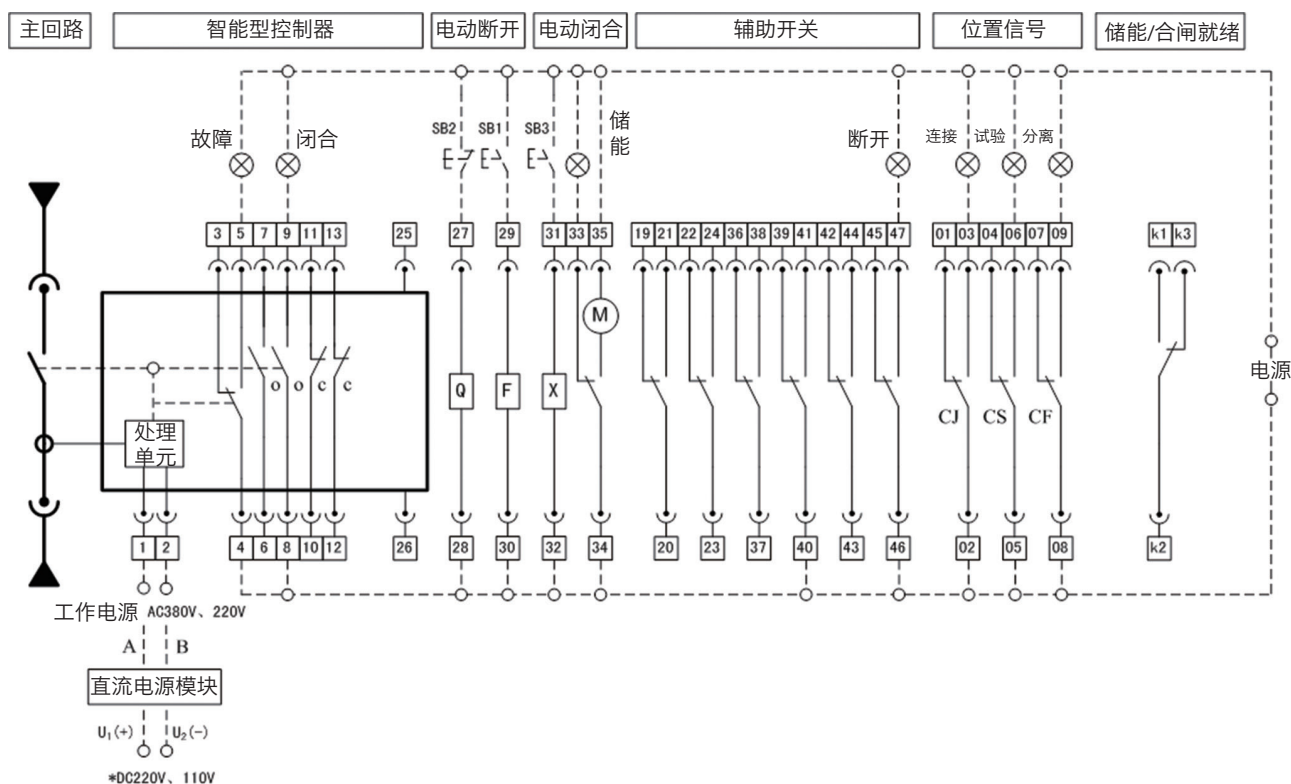 主回路 智能型控制器 电动断开 电动闭合 辅助开关 位置信号 储能/合闸就绪
SB2 SB1 SB3 储能
故障 闭合 断开 连接 试验 分离
3 5 7 9 11 13 25 27 29 31 33 35 19 21 22 24 36 38 39 41 42 44 45 47 01 03 04 06 07 09 k1 k3
M
电源
o o c c Q F X
CJ CS CF
处理
单元
1 2 4 6 8 10 12 26 28 30 32 34 20 23 37 40 43 46 02 05 08 k2
工作电源 AC380V、220V
A B
直流电源模块
U₁(+) U₂(-)
*DC220V、110V